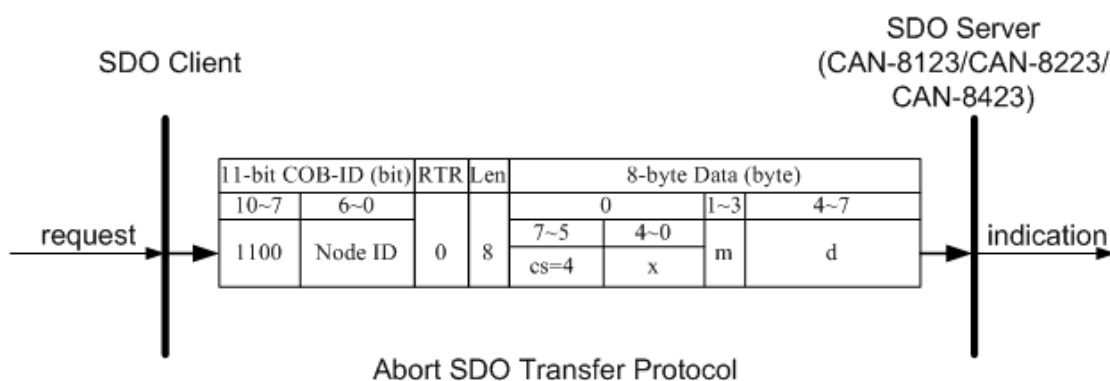 SDO Client
SDO Server
(CAN-8123/CAN-8223/
CAN-8423)
11-bit COB-ID (bit) RTR Len 8-byte Data (byte)
10~7 6~0 0 1~3 4~7
7~5 4~0
request 1100 Node ID 0 8 m d indication
cs=4 x
Abort SDO Transfer Protocol